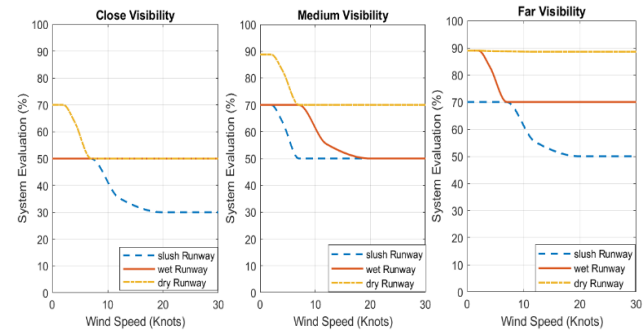 Close Visibility
System Evaluation (%)
100
90
80
70
60
50
40
30
20
10
0
0 10 20 30
Wind Speed (Knots)
slush Runway
wet Runway
dry Runway
Medium Visibility
System Evaluation (%)
100
90
80
70
60
50
40
30
20
10
0
0 10 20 30
Wind Speed (Knots)
slush Runway
wet Runway
dry Runway
Far Visibility
System Evaluation (%)
100
90
80
70
60
50
40
30
20
10
0
0 10 20 30
Wind Speed (Knots)
slush Runway
wet Runway
dry Runway